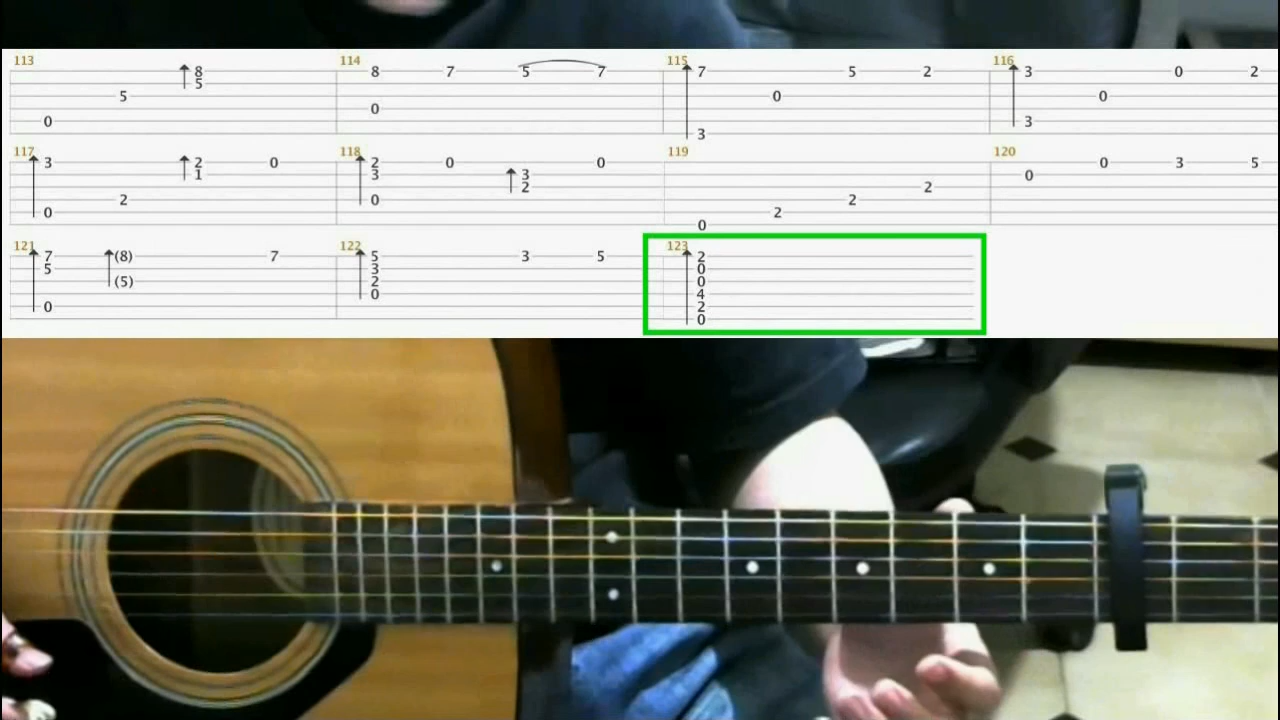 113 114 115 116
8 8 7 5 7 7 5 2 3 0 2
5
5 0 0
0
0 3
3
117 118 119 120
3 2 0 2 0 0 0 3 5
1 3 3 0
2 2
2 0 2
0 2
0
121 122 123
7 (8) 7 5 3 5 2
5 3 0
(5) 2 0
0 4
0 2
0